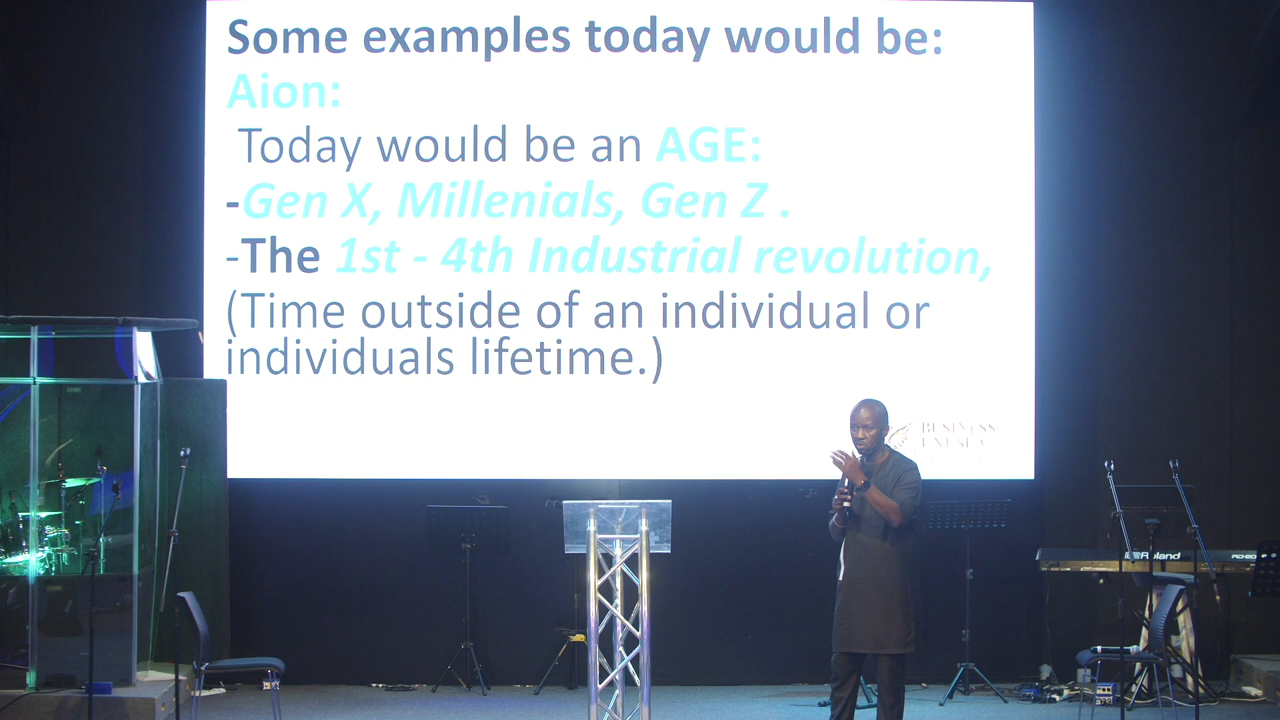 Some examples today would be:
Aion:
Today would be an AGE:
-Gen X, Millenials, Gen Z .
-The 1st - 4th Industrial revolution,
(Time outside of an individual or
individuals lifetime.)
BUSINESS
Roland